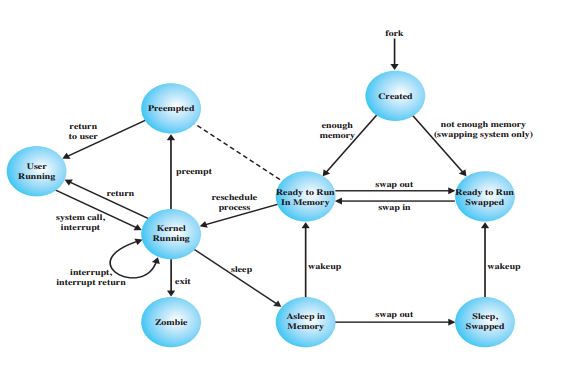 fork
Created
Preempted
return
to user
enough
memory
not enough memory
(swapping system only)
User
Running
preempt
return
reschedule
process
Ready to Run
In Memory
swap out
swap in
Ready to Run
Swapped
system call,
interrupt
Kernel
Running
interrupt,
interrupt return
sleep
wakeup
wakeup
exit
Zombie
Asleep in
Memory
swap out
Sleep,
Swapped